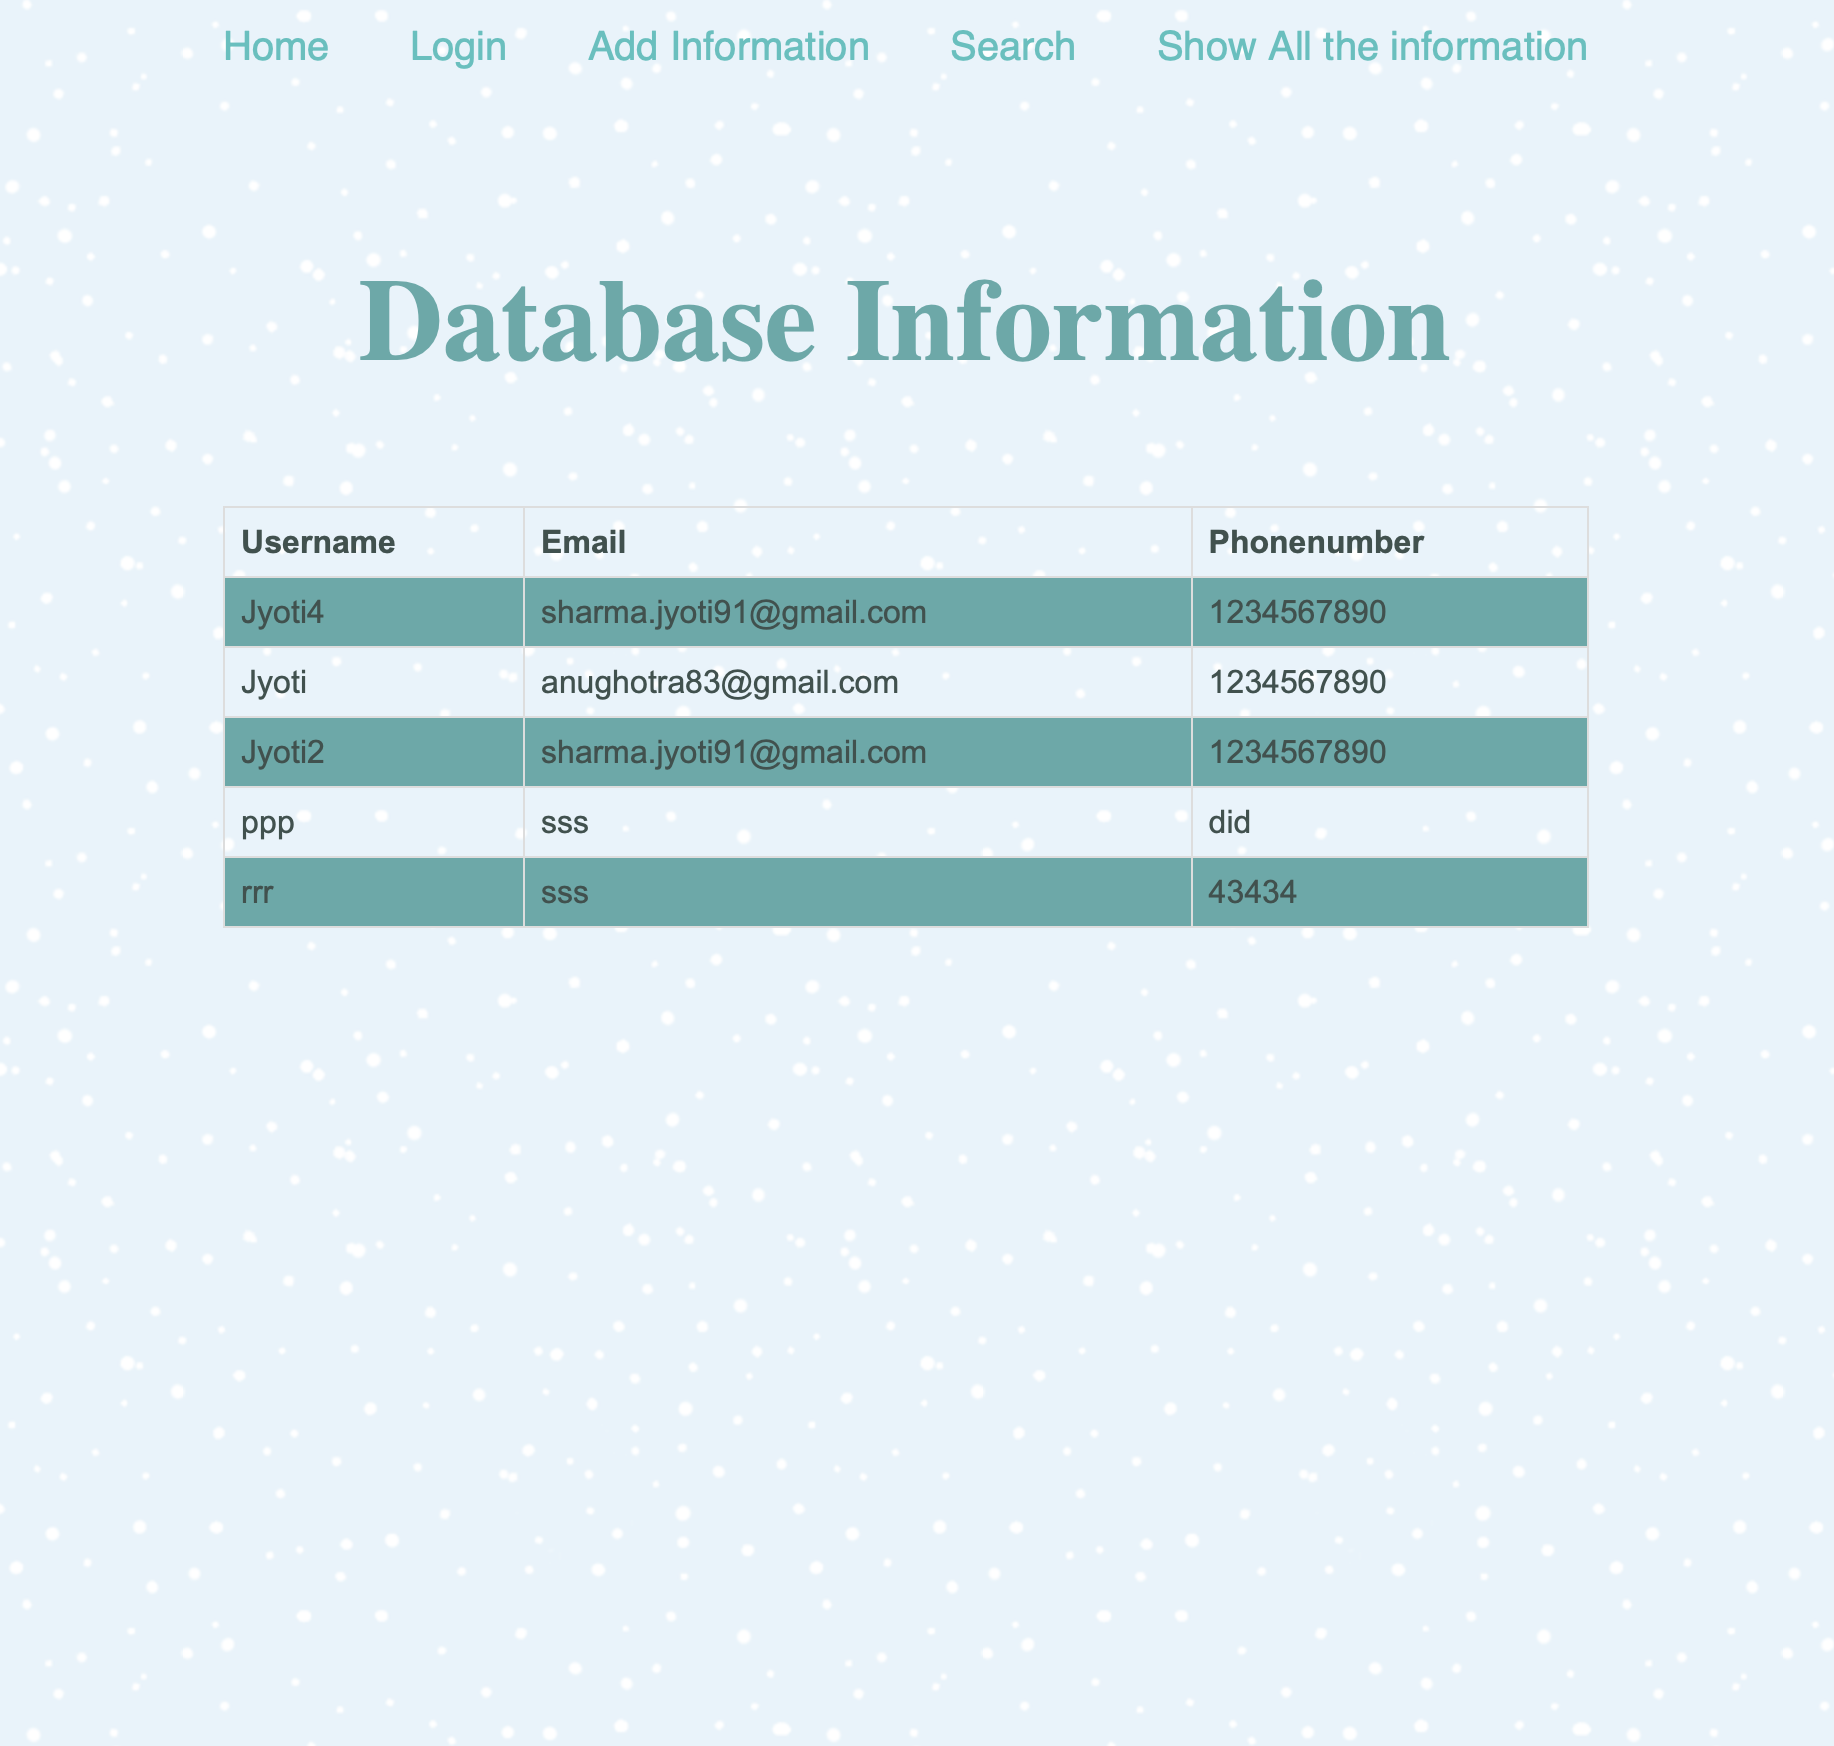 Home Login Add Information Search Show All the information
Database Information
Username Email Phonenumber
Jyoti4 sharma.jyoti91@gmail.com 1234567890
Jyoti anughotra83@gmail.com 1234567890
Jyoti2 sharma.jyoti91@gmail.com 1234567890
ppp sss did
rrr sss 43434